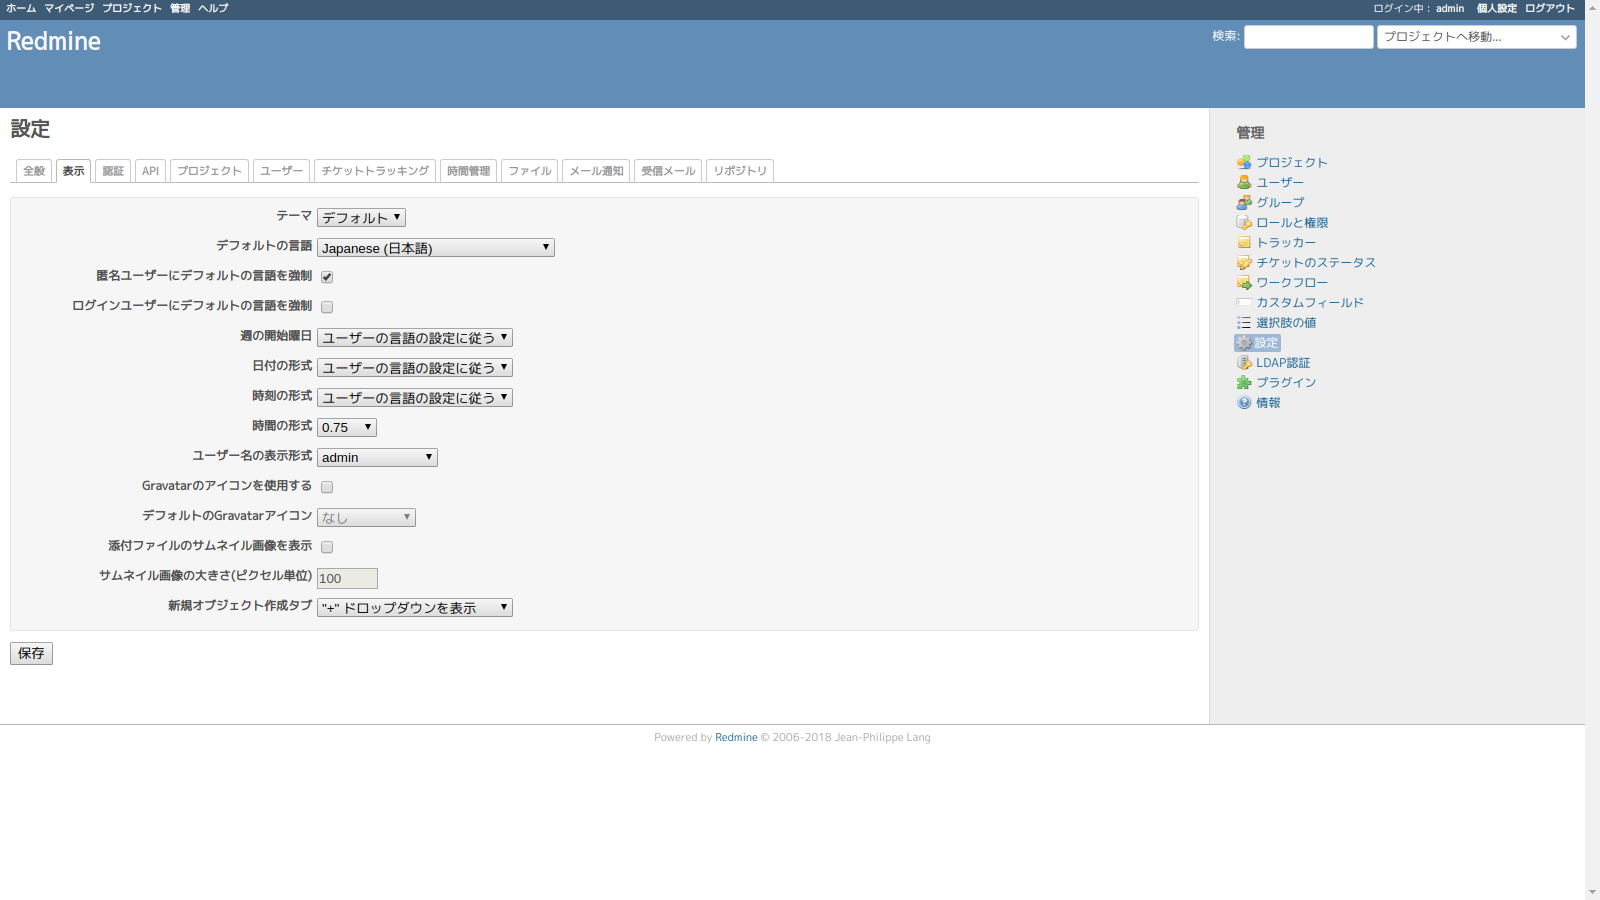 ホーム マイページ プロジェクト 管理 ヘルプ ログイン中 : admin 個人設定 ログアウト
Redmine 検索: プロジェクトへ移動...
設定
全般 表示 認証 API プロジェクト ユーザー チケットトラッキング 時間管理 ファイル メール通知 受信メール リポジトリ
テーマ デフォルト
デフォルトの言語 Japanese (日本語)
匿名ユーザーにデフォルトの言語を強制
ログインユーザーにデフォルトの言語を強制
週の開始曜日 ユーザーの言語の設定に従う
日付の形式 ユーザーの言語の設定に従う
時刻の形式 ユーザーの言語の設定に従う
時間の形式 0.75
ユーザー名の表示形式 admin
Gravatarのアイコンを使用する
デフォルトのGravatarアイコン なし
添付ファイルのサムネイル画像を表示
サムネイル画像の大きさ(ピクセル単位) 100
新規オブジェクト作成タブ "+" ドロップダウンを表示
保存
管理
プロジェクト
ユーザー
グループ
ロールと権限
トラッカー
チケットのステータス
ワークフロー
カスタムフィールド
選択肢の値
設定
LDAP認証
プラグイン
情報
Powered by Redmine © 2006-2018 Jean-Philippe Lang